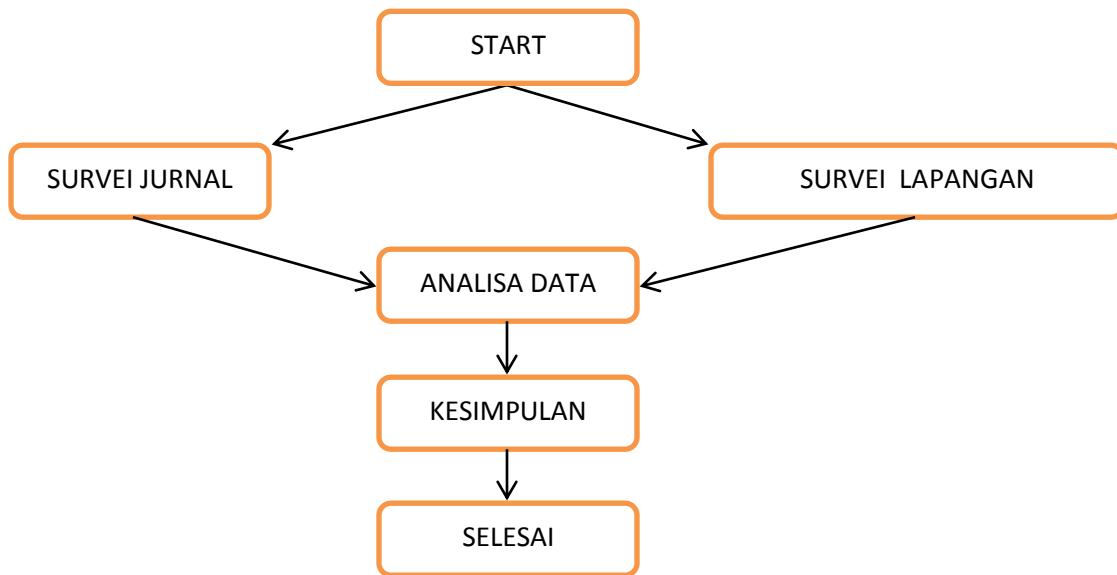 START
SURVEI JURNAL
SURVEI LAPANGAN
ANALISA DATA
KESIMPULAN
SELESAI